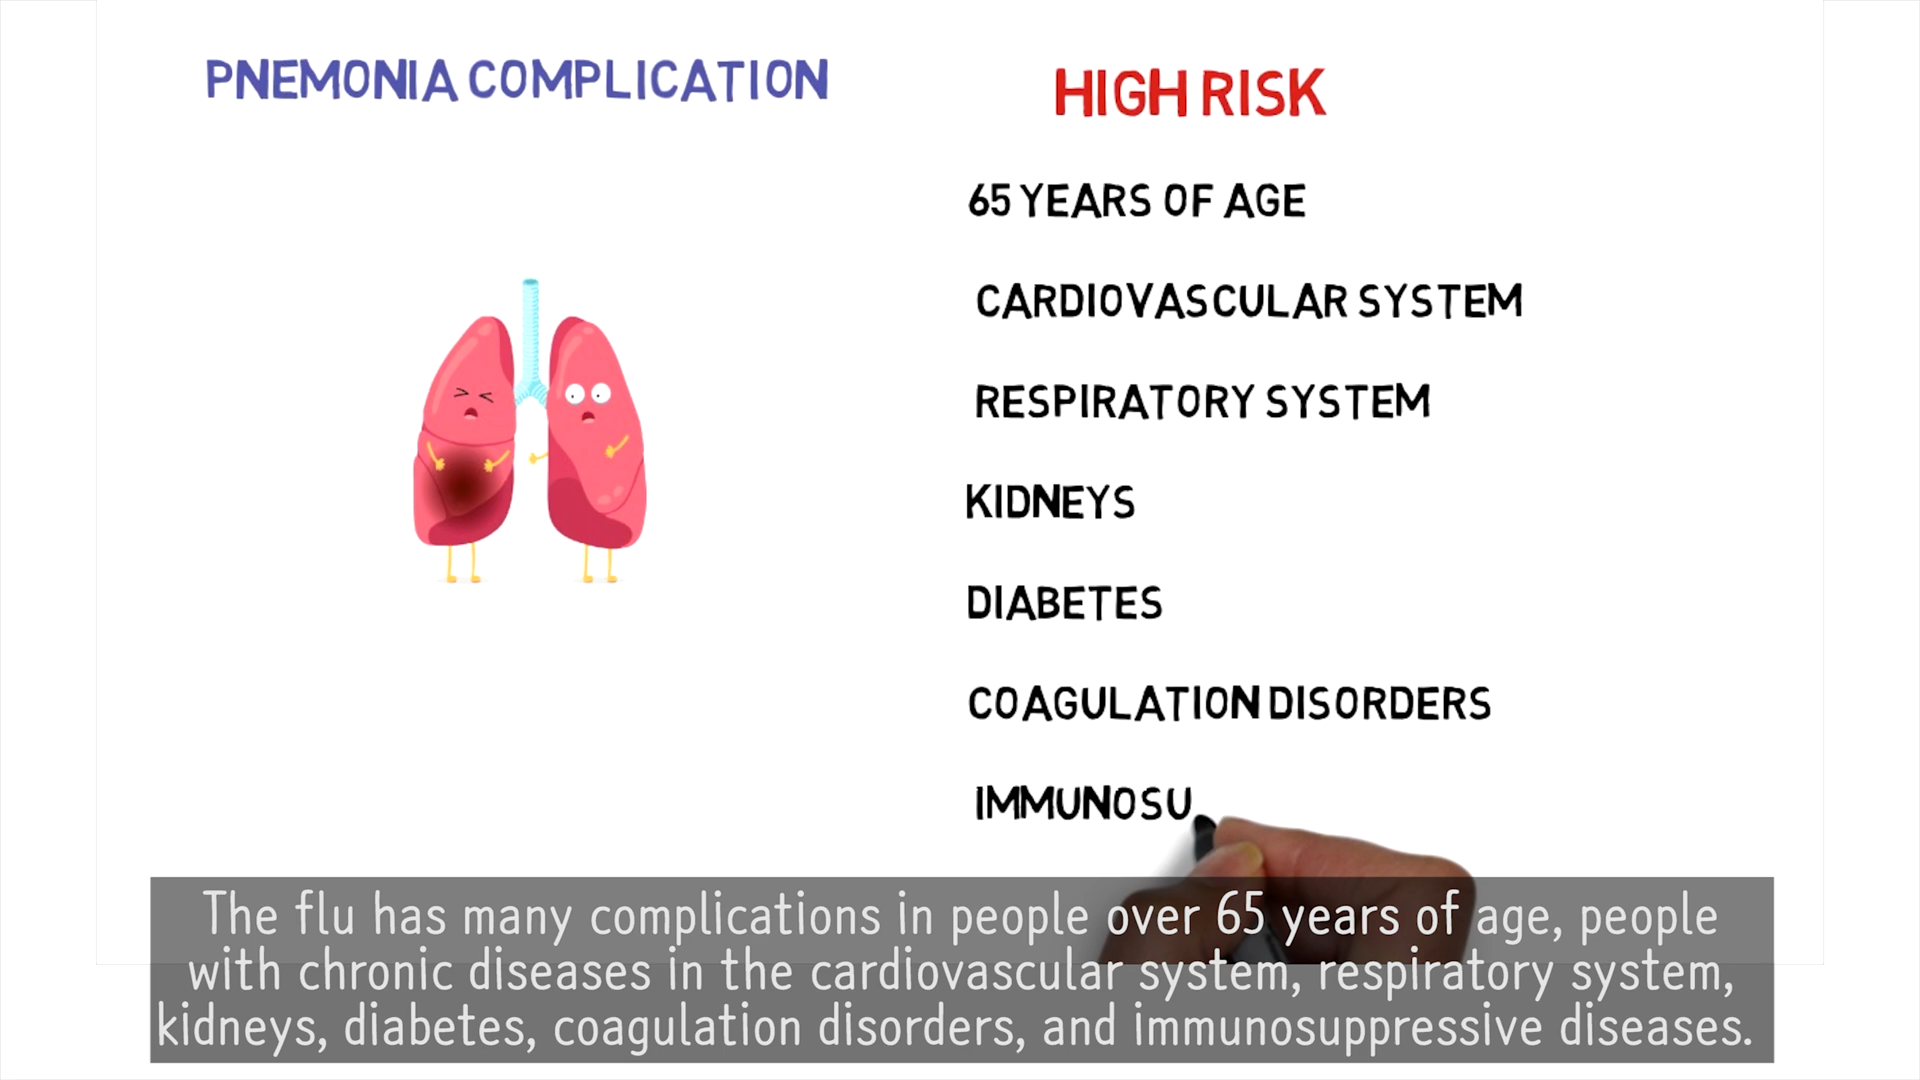 PNEMONIA COMPLICATION
HIGH RISK
65 YEARS OF AGE
CARDIOVASCULAR SYSTEM
RESPIRATORY SYSTEM
KIDNEYS
DIABETES
COAGULATION DISORDERS
IMMUNOSU
The flu has many complications in people over 65 years of age, people
with chronic diseases in the cardiovascular system, respiratory system,
kidneys, diabetes, coagulation disorders, and immunosuppressive diseases.